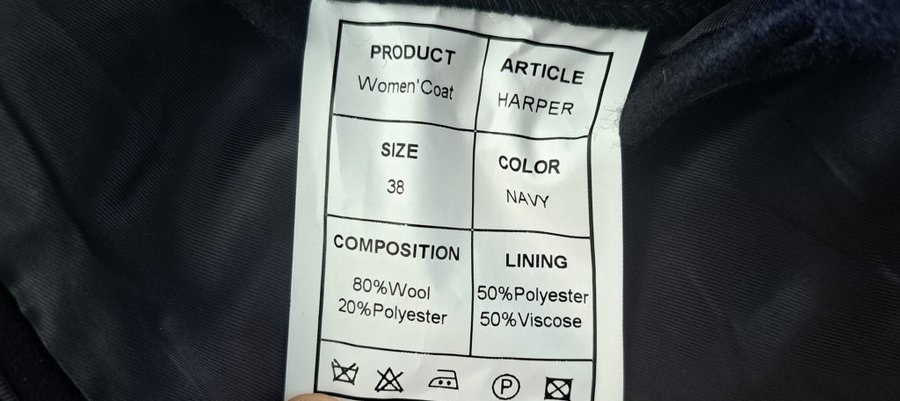 PRODUCT
Women'Coat
ARTICLE
HARPER
SIZE
38
COLOR
NAVY
COMPOSITION
80%Wool
20%Polyester
LINING
50%Polyester
50%Viscose
P